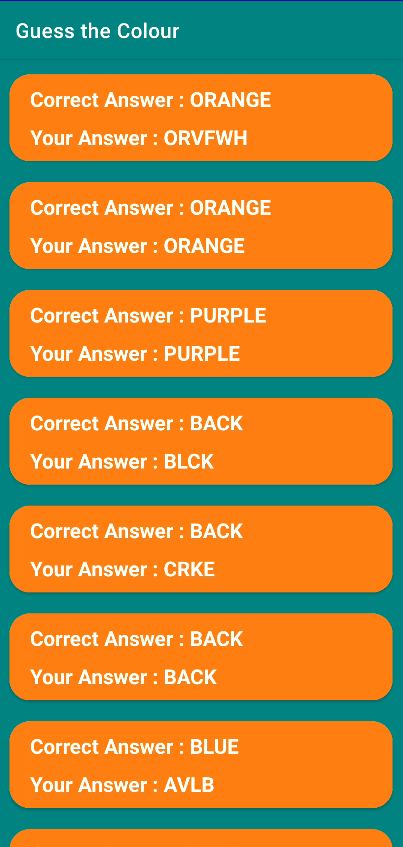 Guess the Colour
Correct Answer : ORANGE
Your Answer : ORVFWH
Correct Answer : ORANGE
Your Answer : ORANGE
Correct Answer : PURPLE
Your Answer : PURPLE
Correct Answer : BACK
Your Answer : BLCK
Correct Answer : BACK
Your Answer : CRKE
Correct Answer : BACK
Your Answer : BACK
Correct Answer : BLUE
Your Answer : AVLB